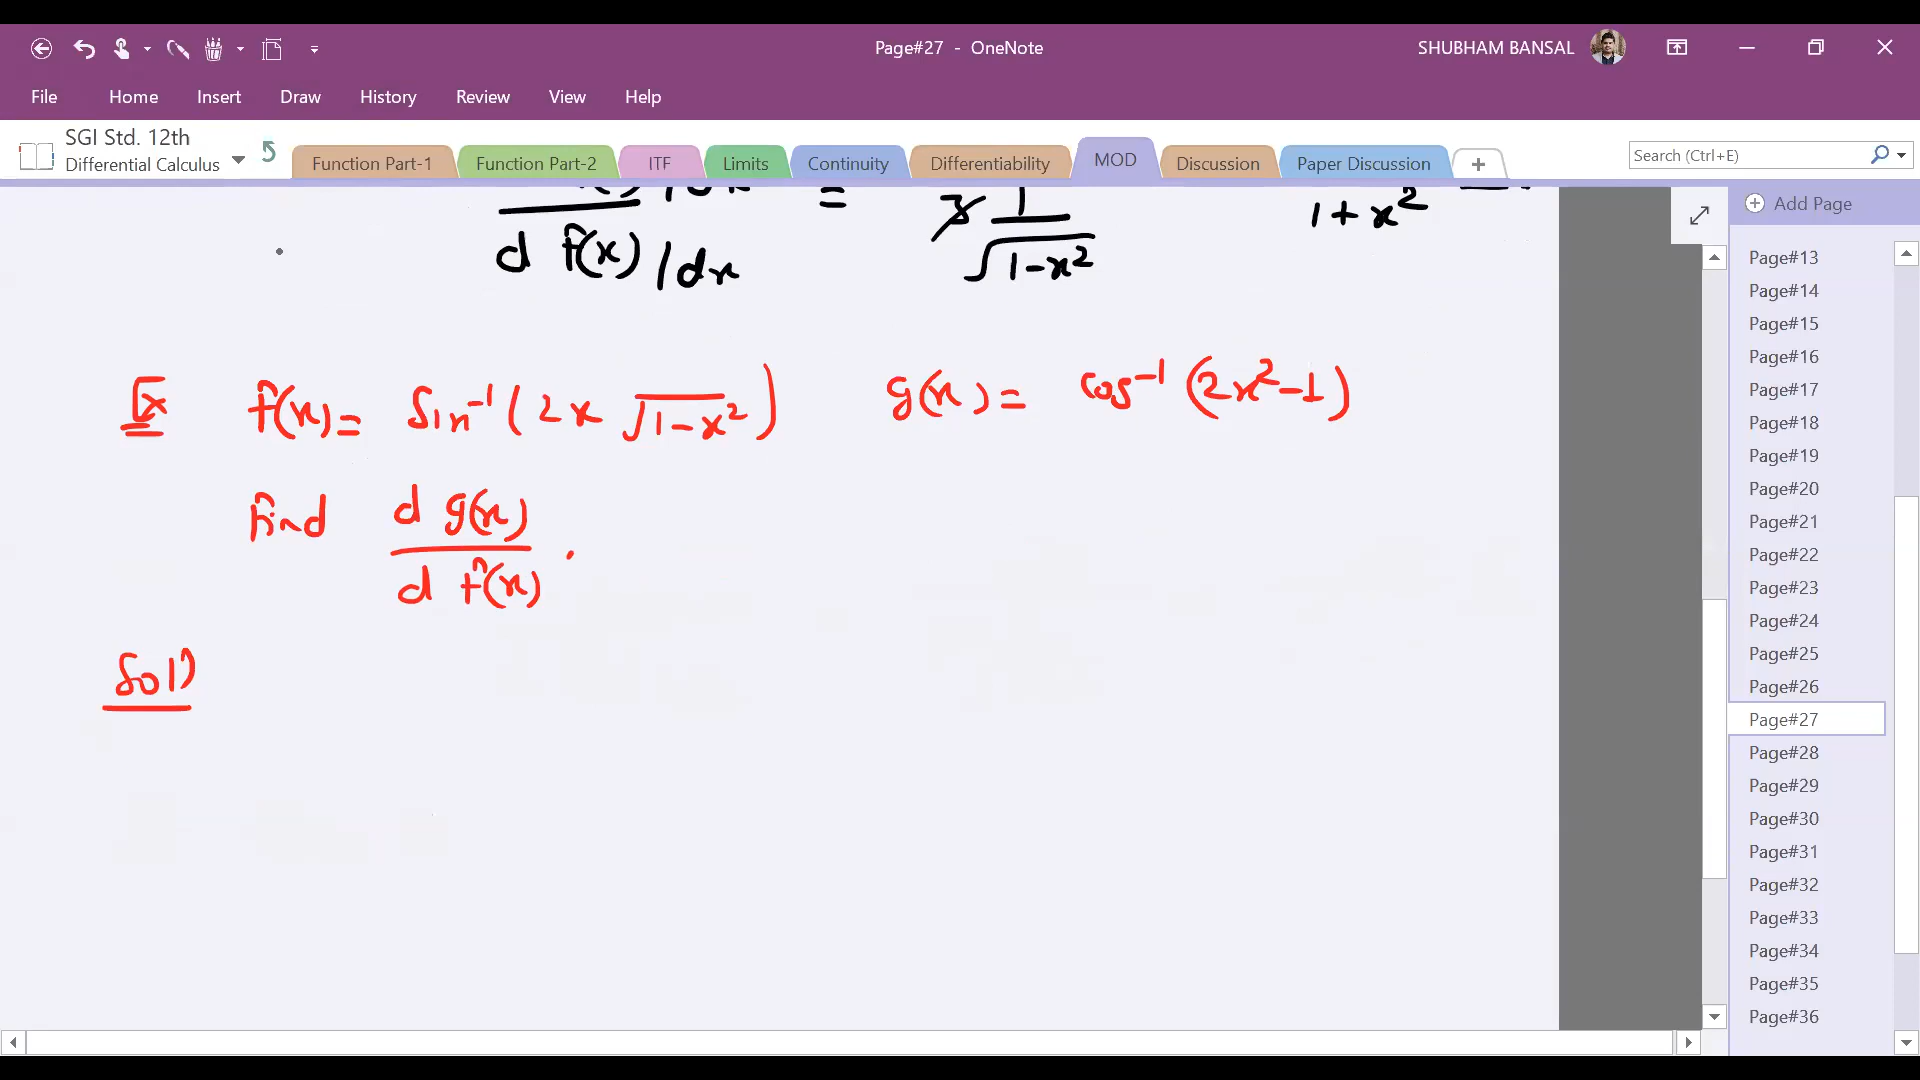 Page#27 - OneNote
SHUBHAM BANSAL
File Home Insert Draw History Review View Help
SGI Std. 12th
Differential Calculus
Function Part-1 Function Part-2 ITF Limits Continuity Differentiability MOD Discussion Paper Discussion +
Search (Ctrl+E)
Add Page
d f(x) /dx
3 1/√(1-x²)
1+x²
Ex f(x) = sin⁻¹(2x √(1-x²)) g(x) = cos⁻¹(2x²-1)
Find d g(x)
d f(x) .
Solⁿ
Page#13
Page#14
Page#15
Page#16
Page#17
Page#18
Page#19
Page#20
Page#21
Page#22
Page#23
Page#24
Page#25
Page#26
Page#27
Page#28
Page#29
Page#30
Page#31
Page#32
Page#33
Page#34
Page#35
Page#36